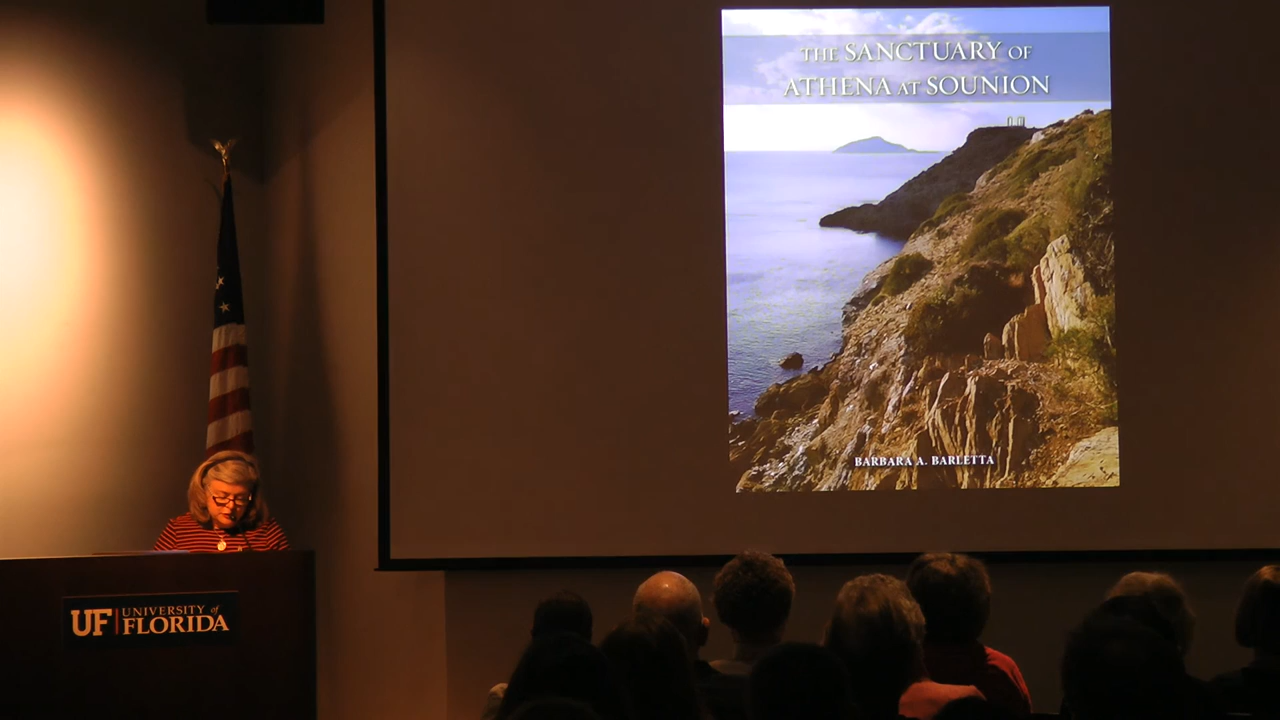 THE SANCTUARY OF
ATHENA AT SOUNION
BARBARA A. BARLETTA
UF UNIVERSITY of
FLORIDA